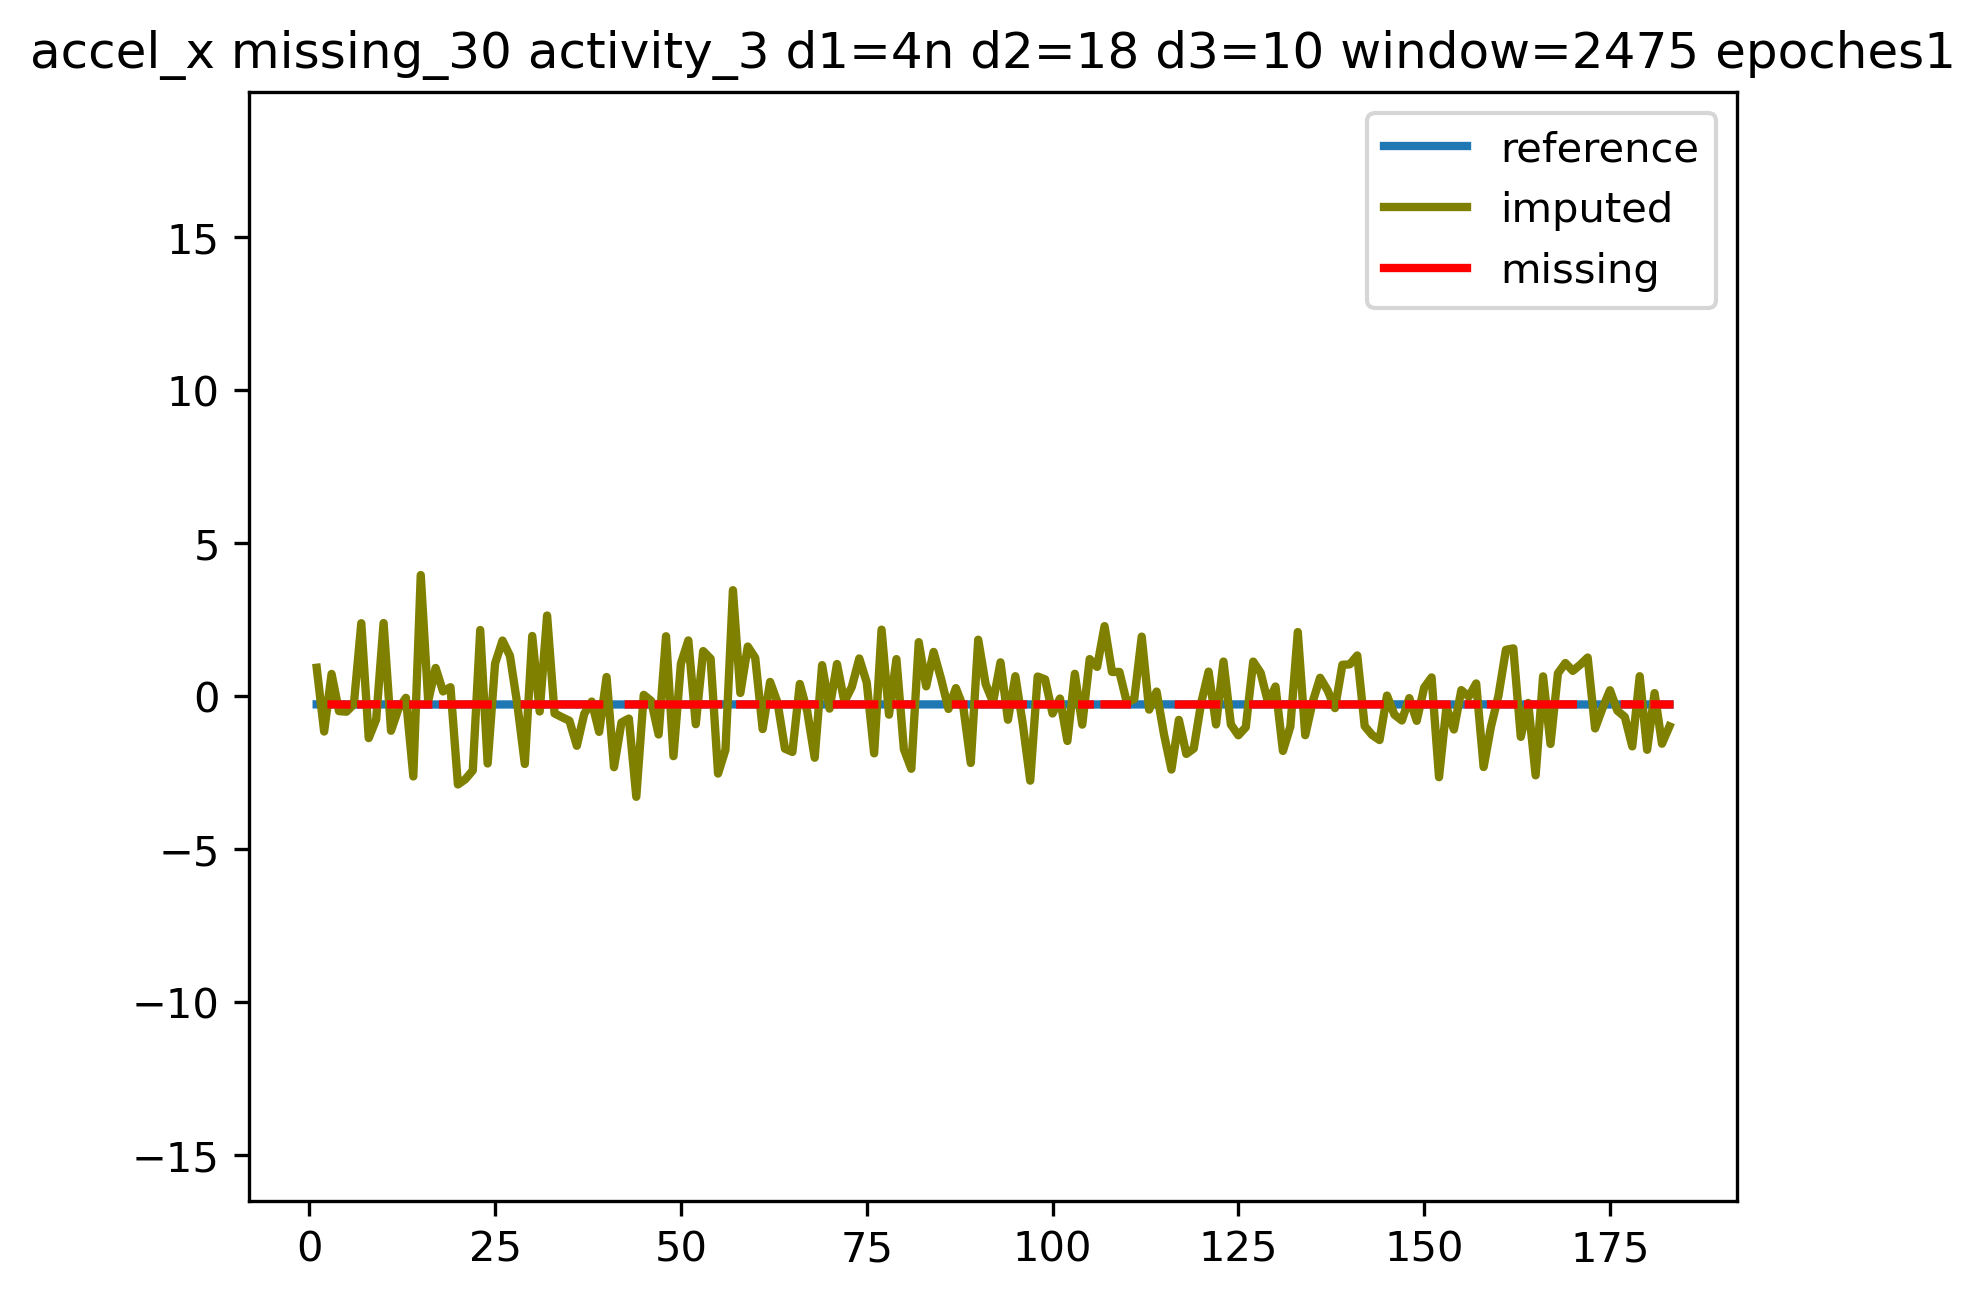 accel_x missing_30 activity_3 d1=4n d2=18 d3=10 window=2475 epoches1
reference
imputed
missing
15
10
5
0
−5
−10
−15
0 25 50 75 100 125 150 175